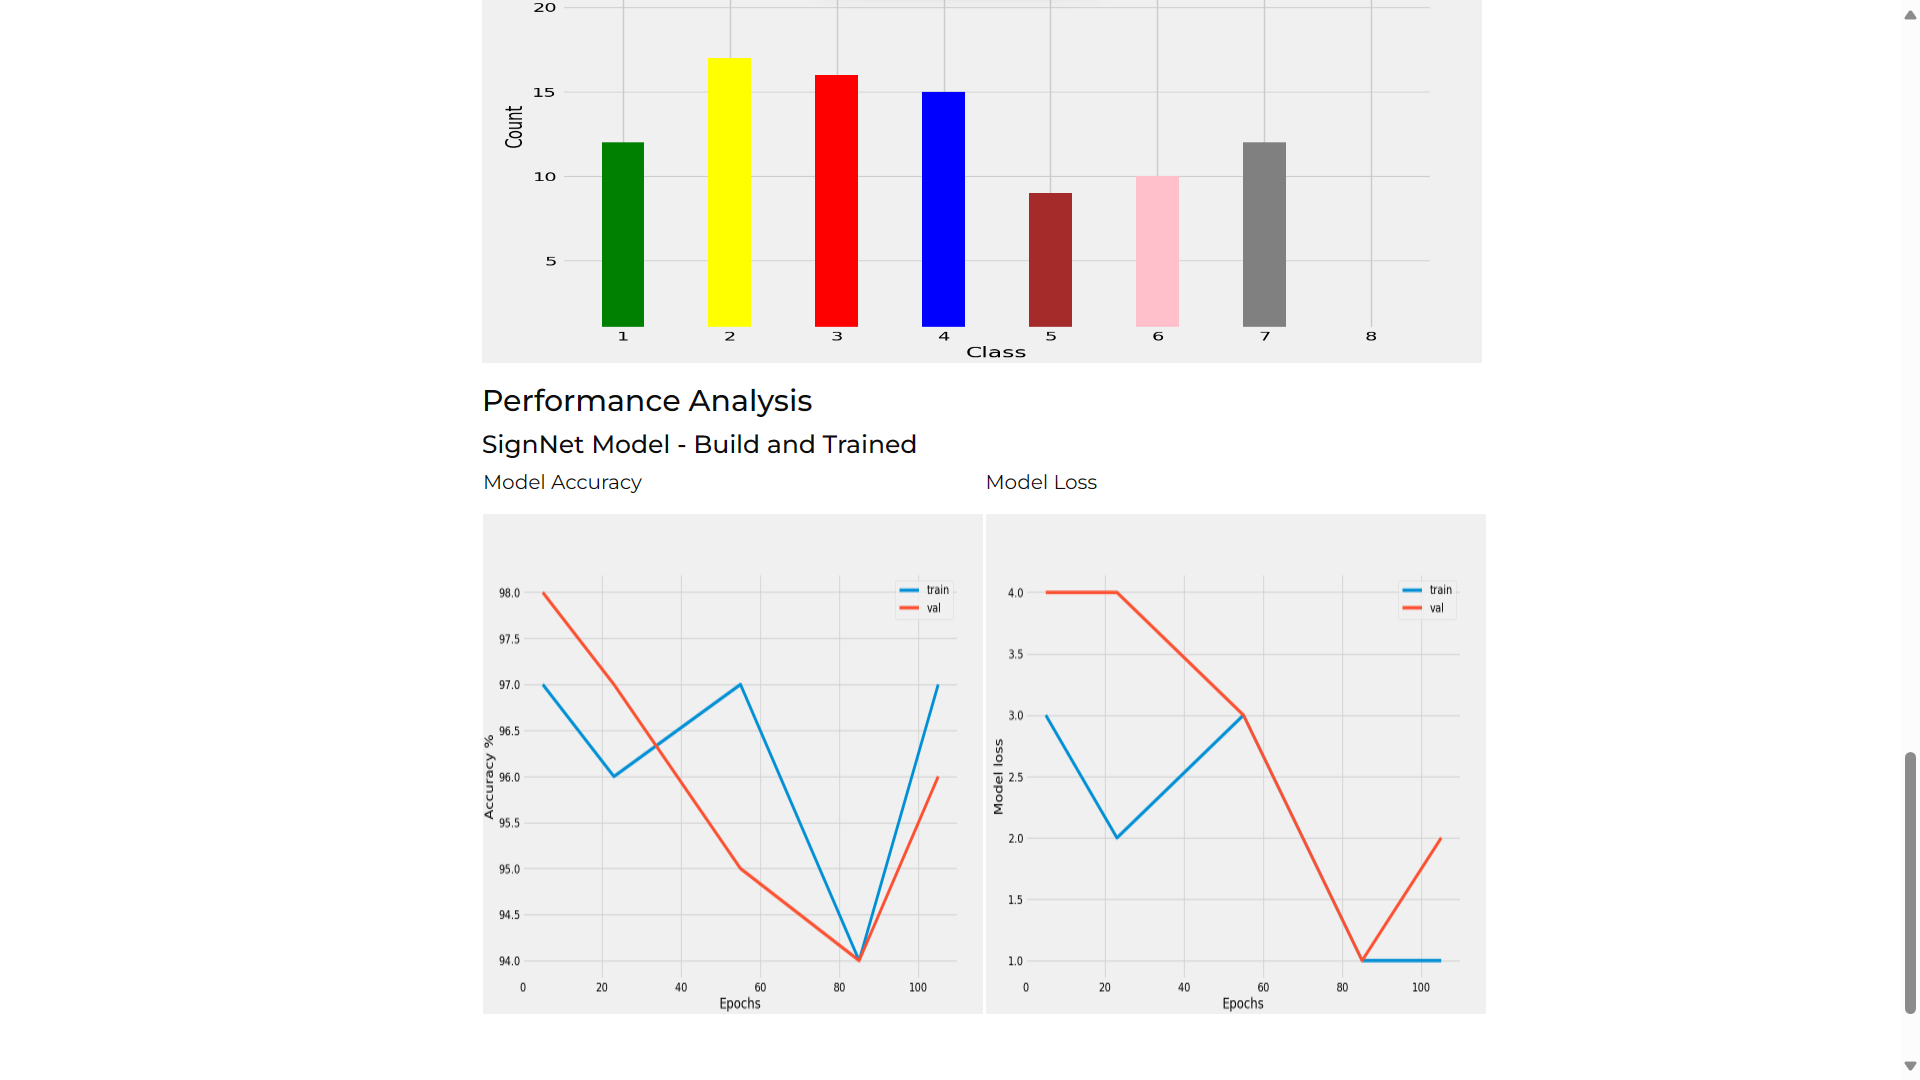 20
15
10
5
Count
1 2 3 4 5 6 7 8
Class
Performance Analysis
SignNet Model - Build and Trained
Model Accuracy
98.0
97.5
97.0
96.5
96.0
95.5
95.0
94.5
94.0
Accuracy %
train
val
0 20 40 60 80 100
Epochs
Model Loss
4.0
3.5
3.0
2.5
2.0
1.5
1.0
Model loss
train
val
0 20 40 60 80 100
Epochs